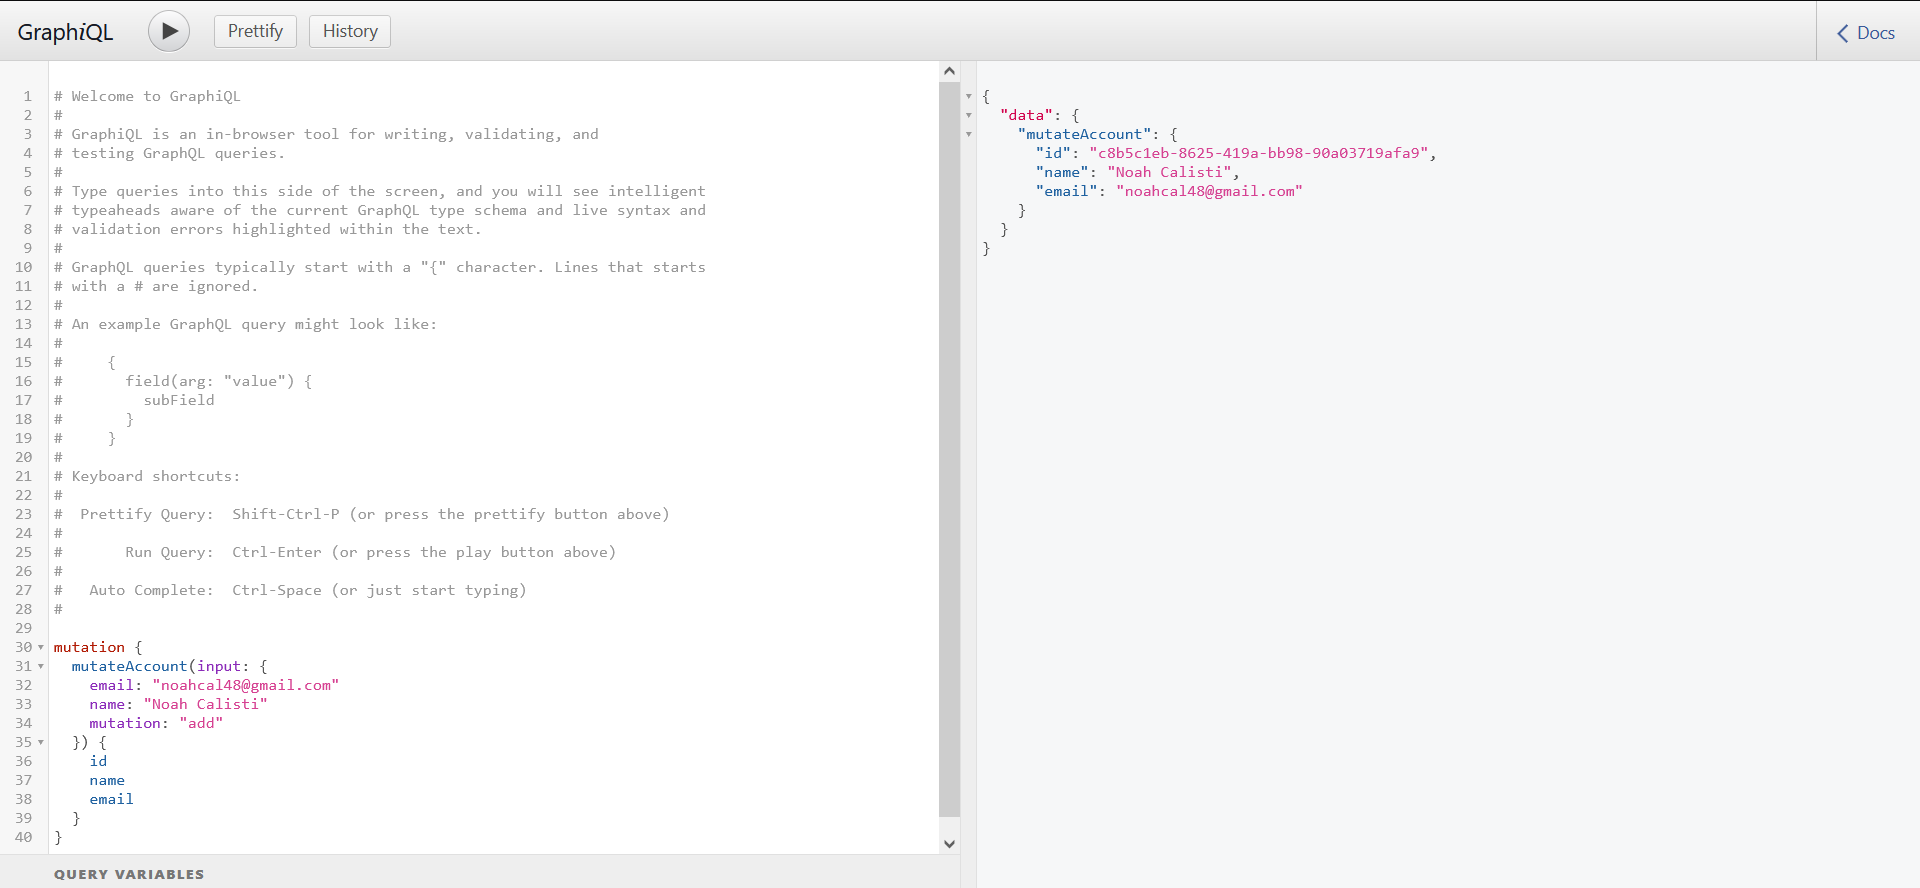 GraphiQL
Prettify
History
Docs
1 # Welcome to GraphiQL
2 #
3 # GraphiQL is an in-browser tool for writing, validating, and
4 # testing GraphQL queries.
5 #
6 # Type queries into this side of the screen, and you will see intelligent
7 # typeaheads aware of the current GraphQL type schema and live syntax and
8 # validation errors highlighted within the text.
9 #
10 # GraphQL queries typically start with a "{" character. Lines that starts
11 # with a # are ignored.
12 #
13 # An example GraphQL query might look like:
14 #
15 #     {
16 #       field(arg: "value") {
17 #         subField
18 #       }
19 #     }
20 #
21 # Keyboard shortcuts:
22 #
23 #  Prettify Query:  Shift-Ctrl-P (or press the prettify button above)
24 #
25 #       Run Query:  Ctrl-Enter (or press the play button above)
26 #
27 #   Auto Complete:  Ctrl-Space (or just start typing)
28 #
29
30 mutation {
31   mutateAccount(input: {
32     email: "noahcal48@gmail.com"
33     name: "Noah Calisti"
34     mutation: "add"
35   }) {
36     id
37     name
38     email
39   }
40 }
QUERY VARIABLES
{
  "data": {
    "mutateAccount": {
      "id": "c8b5c1eb-8625-419a-bb98-90a03719afa9",
      "name": "Noah Calisti",
      "email": "noahcal48@gmail.com"
    }
  }
}